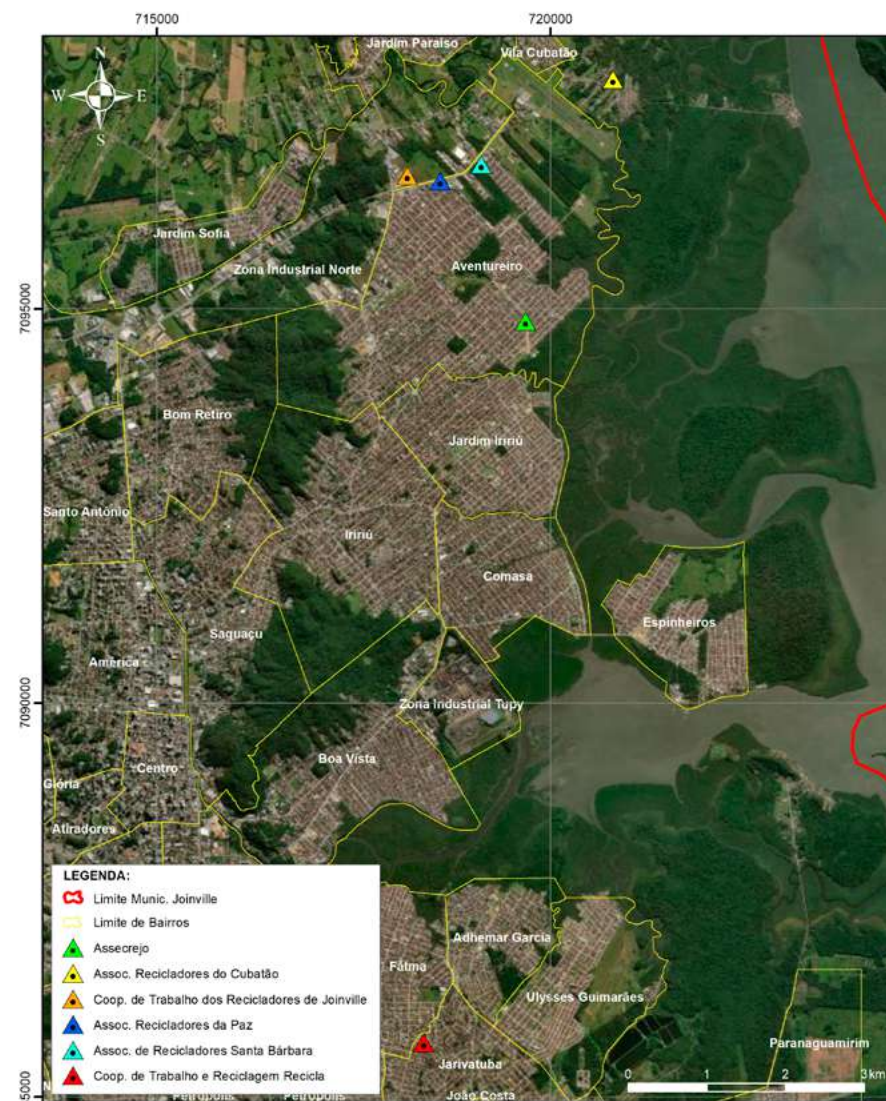 715000
720000
Jardim Paraíso
Vila Cubatão
N
W
E
S
Jardim Sofia
Zona Industrial Norte
Aventureiro
7095000
Bom Retiro
Jardim Iririú
Santo Antônio
Iririú
Comasa
Espinheiros
Saguaçu
América
Zona Industrial Tupy
7090000
Boa Vista
Centro
Glória
Atiradores
LEGENDA:
Limite Munic. Joinville
Limite de Bairros
Assecrejo
Assoc. Recicladores do Cubatão
Coop. de Trabalho dos Recicladores de Joinville
Assoc. Recicladores da Paz
Assoc. de Recicladores Santa Bárbara
Coop. de Trabalho e Reciclagem Recicla
Adhemar Garcia
Fátma
Ulysses Guimarães
Jarivatuba
Paranaguamirim
João Costa
Petrópolis
Petrópolis
5000
0 1 2 3 km